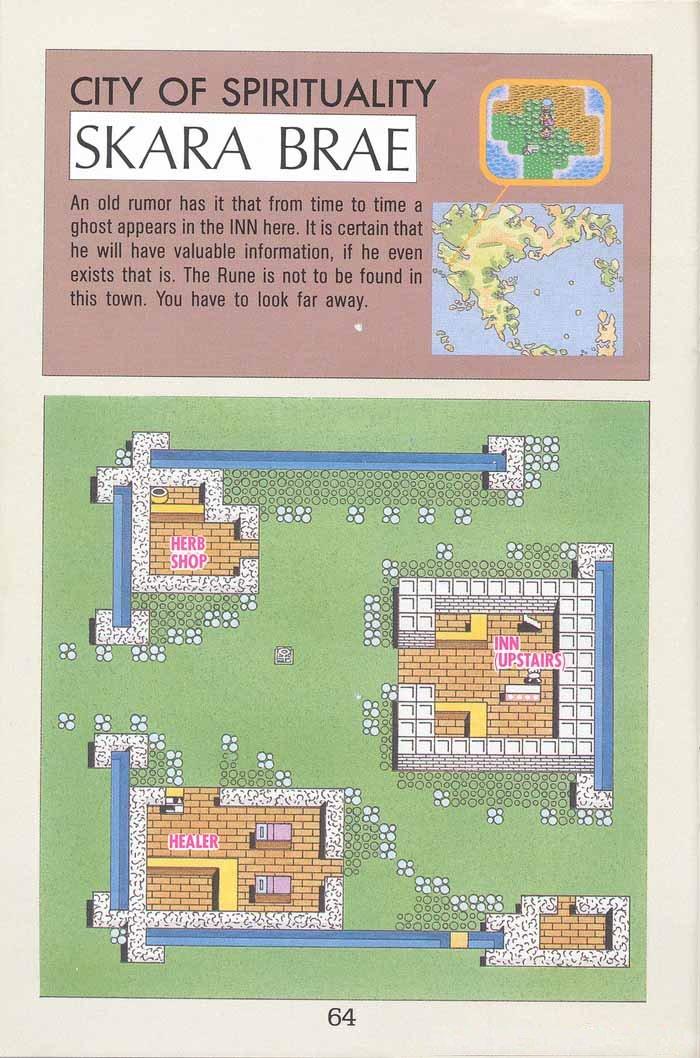 CITY OF SPIRITUALITY
SKARA BRAE
An old rumor has it that from time to time a
ghost appears in the INN here. It is certain that
he will have valuable information, if he even
exists that is. The Rune is not to be found in
this town. You have to look far away.
HERB
SHOP
INN
(UPSTAIRS)
HEALER
64